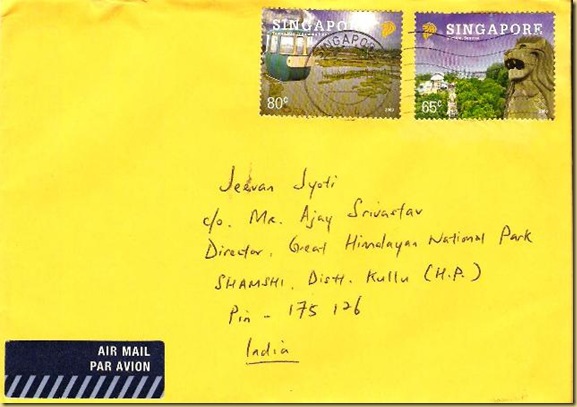 SINGAPORE
80c
SINGAPORE
SINGAPORE
65c
Jeevan Jyoti
c/o. Mr. Ajay Srivastav
Director, Great Himalayan National Park
SHAMSHI, Distt. Kullu (H.P.)
Pin - 175 126
India
AIR MAIL
PAR AVION